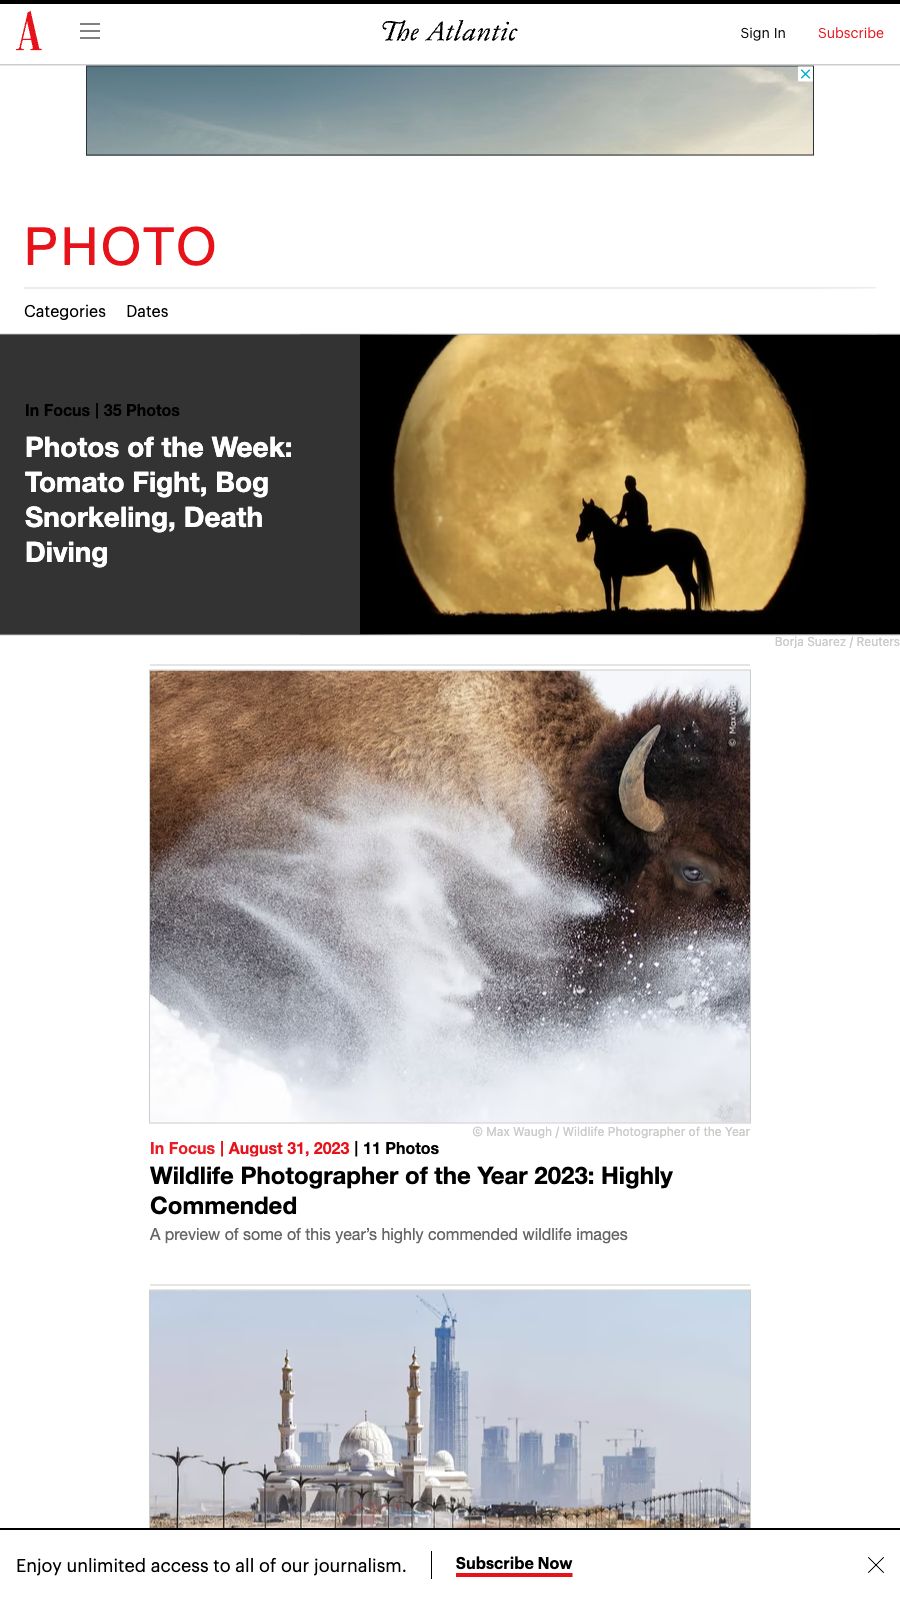 A
The Atlantic
Sign In
Subscribe
PHOTO
Categories
Dates
In Focus | 35 Photos
Photos of the Week:
Tomato Fight, Bog
Snorkeling, Death
Diving
Borja Suarez / Reuters
© Max Waugh
© Max Waugh / Wildlife Photographer of the Year
In Focus | August 31, 2023 | 11 Photos
Wildlife Photographer of the Year 2023: Highly
Commended
A preview of some of this year’s highly commended wildlife images
Enjoy unlimited access to all of our journalism.
Subscribe Now